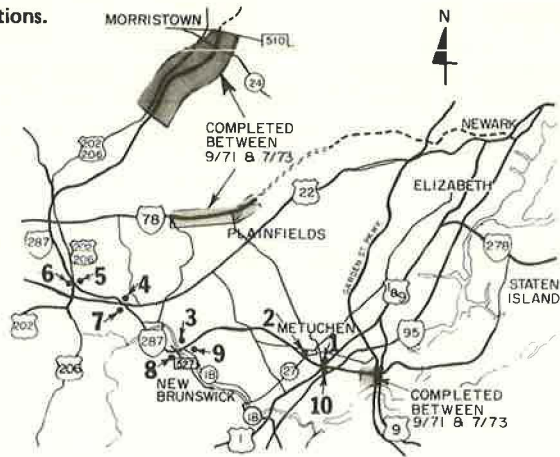 tions.
MORRISTOWN
510
24
N
202
206
COMPLETED
BETWEEN
9/71 & 7/73
NEWARK
22
ELIZABETH
78
PLAINFIELDS
GARDEN ST. PKWY.
287
202
206
278
STATEN
ISLAND
6
5
4
1&9
7
3
2
METUCHEN
1
95
202
287
9
27
206
8
527
18
NEW
BRUNSWICK
10
COMPLETED
BETWEEN
9/71 & 7/73
18
1
9